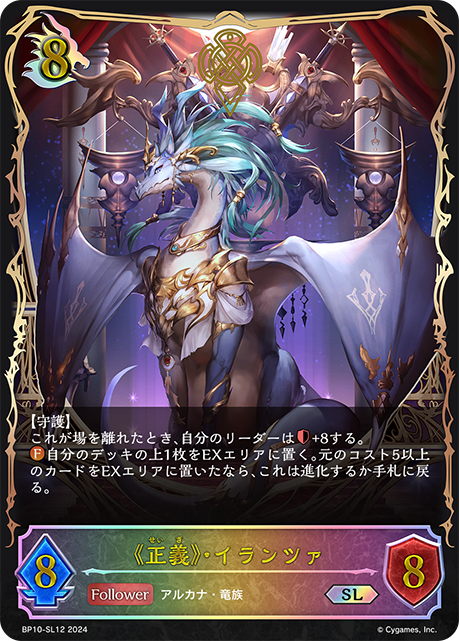 8
【守護】
これが場を離れたとき、自分のリーダーは+8する。
F 自分のデッキの上1枚をEXエリアに置く。元のコスト5以上
のカードをEXエリアに置いたなら、これは進化するか手札に戻
る。
せいぎ
《正義》・イランツァ
8
Follower アルカナ・竜族
SL
8
BP10-SL12 2024
© Cygames, Inc.